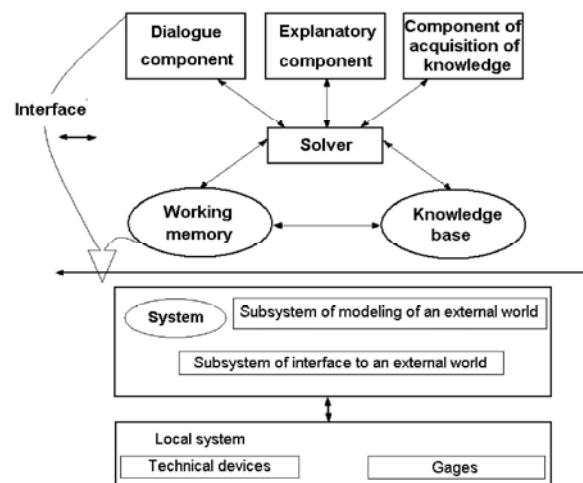 Dialogue
component
Explanatory
component
Component of
acquisition of
knowledge
Interface
Solver
Working
memory
Knowledge
base
System
Subsystem of modeling of an external world
Subsystem of interface to an external world
Local system
Technical devices
Gages